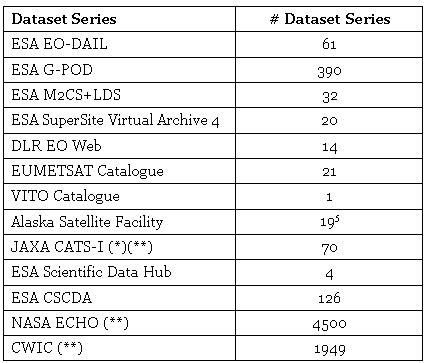 Dataset Series # Dataset Series
ESA EO-DAIL 61
ESA G-POD 390
ESA M2CS+LDS 32
ESA SuperSite Virtual Archive 4 20
DLR EO Web 14
EUMETSAT Catalogue 21
VITO Catalogue 1
Alaska Satellite Facility 19⁵
JAXA CATS-I (*)(**) 70
ESA Scientific Data Hub 4
ESA CSCDA 126
NASA ECHO (**) 4500
CWIC (**) 1949